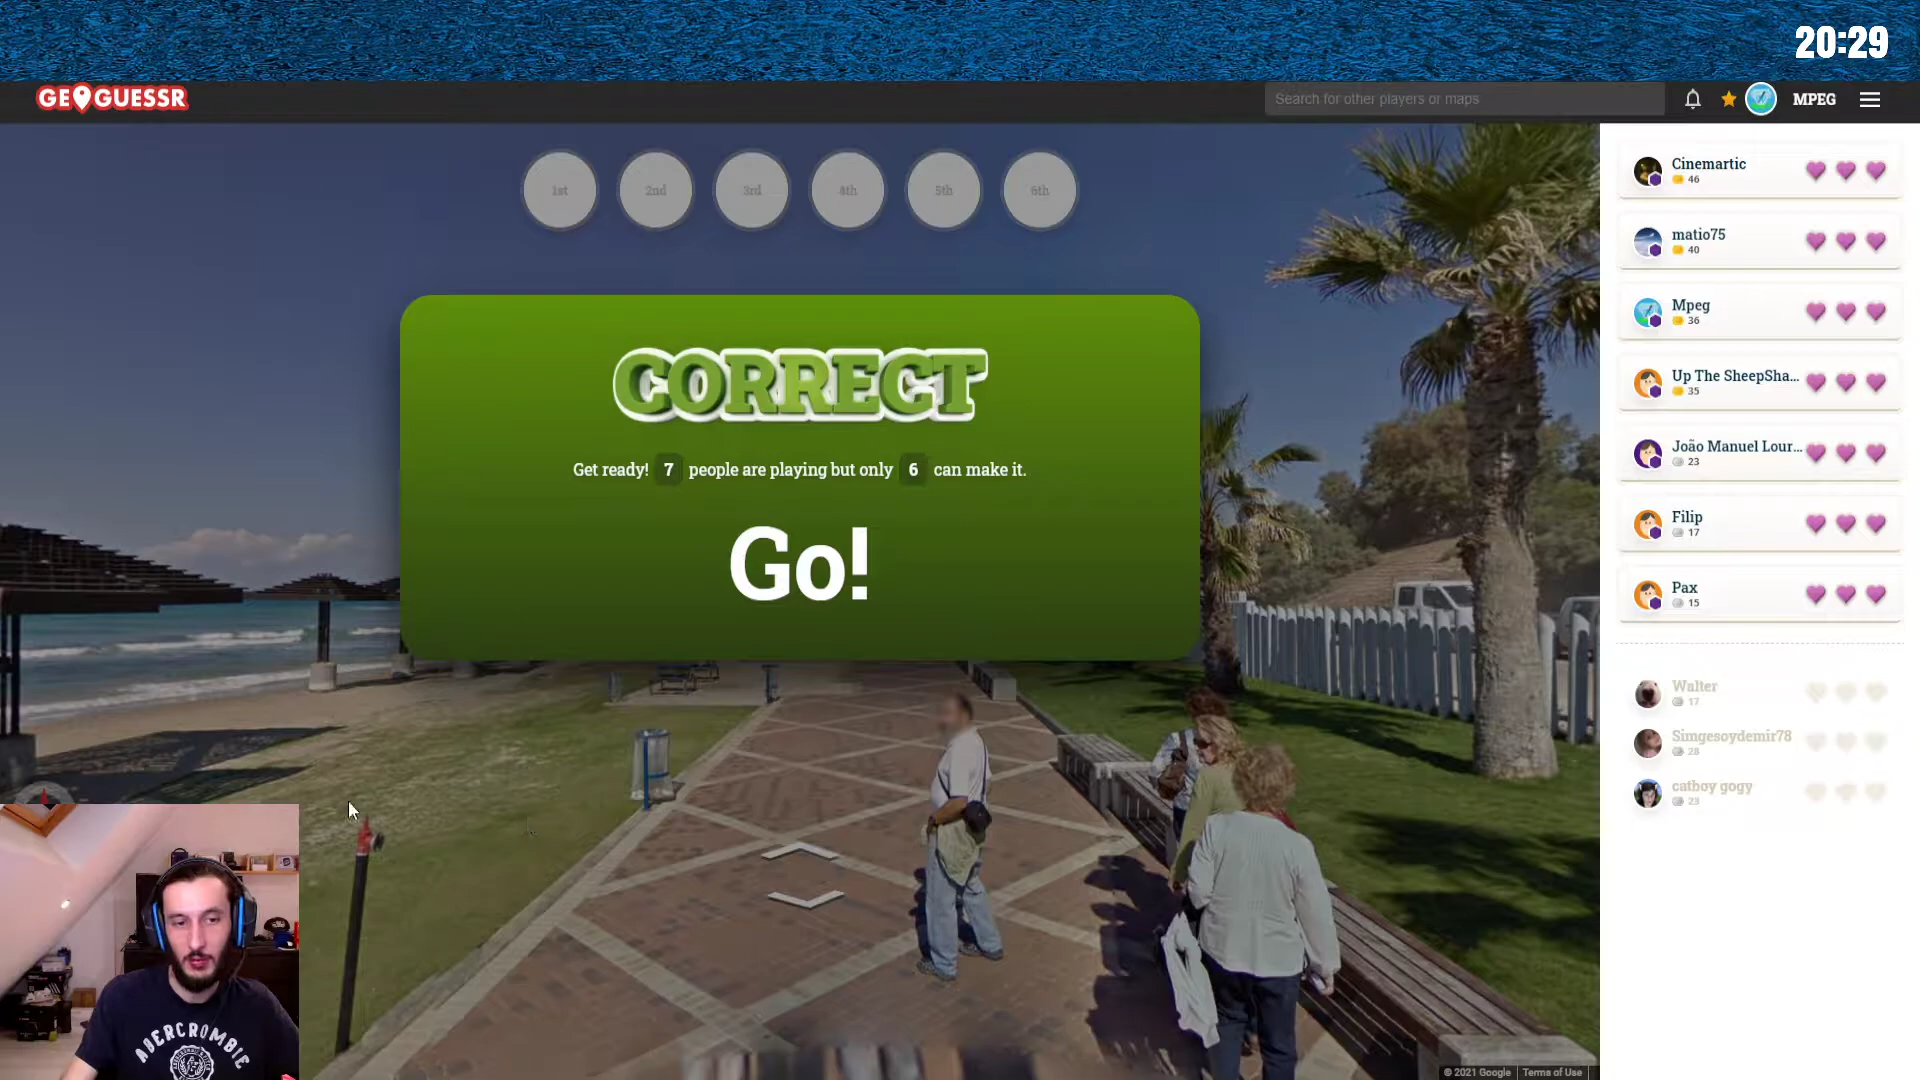 20:29
GEOGUESSR
Search for other players or maps
MPEG
1st
2nd
3rd
4th
5th
6th
CORRECT
Get ready! 7 people are playing but only 6 can make it.
Go!
Cinemartic
46
matio75
40
Mpeg
36
Up The SheepSha...
35
João Manuel Lour...
23
Filip
17
Pax
15
Walter
17
Simgesoydemir78
28
catboy gogy
23
ABERCROMBIE
© 2021 Google
Terms of Use